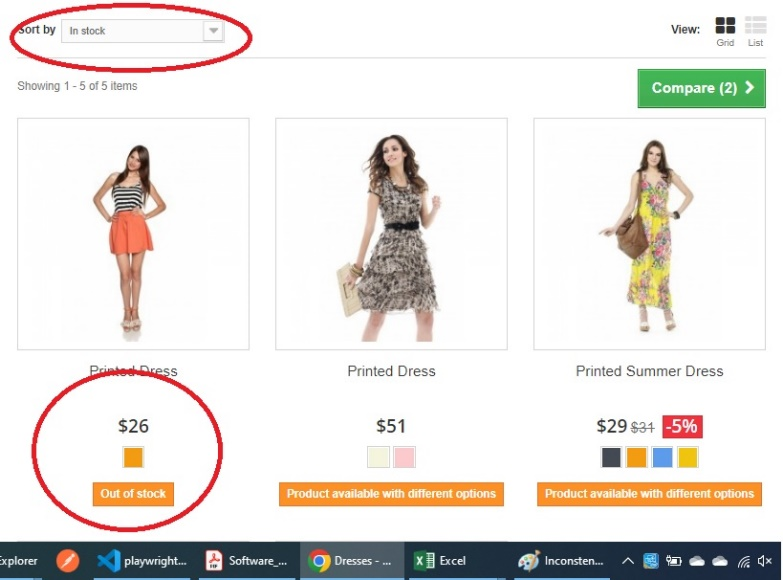 Sort by In stock View: Grid List
Showing 1 - 5 of 5 items Compare (2)
Printed Dress Printed Dress Printed Summer Dress
$26 $51 $29 $31 -5%
Out of stock Product available with different options Product available with different options
Explorer playwright... Software_... Dresses - ... Excel Inconsten...